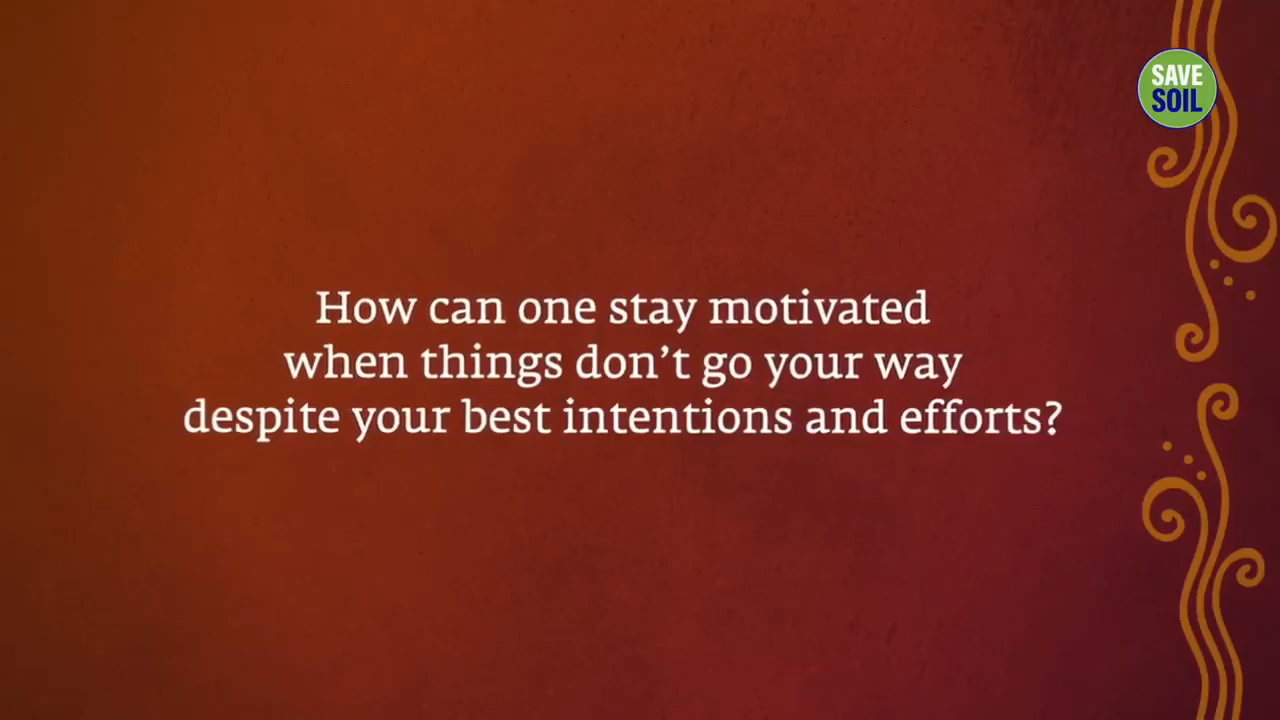 SAVE
SOIL
How can one stay motivated
when things don’t go your way
despite your best intentions and efforts?